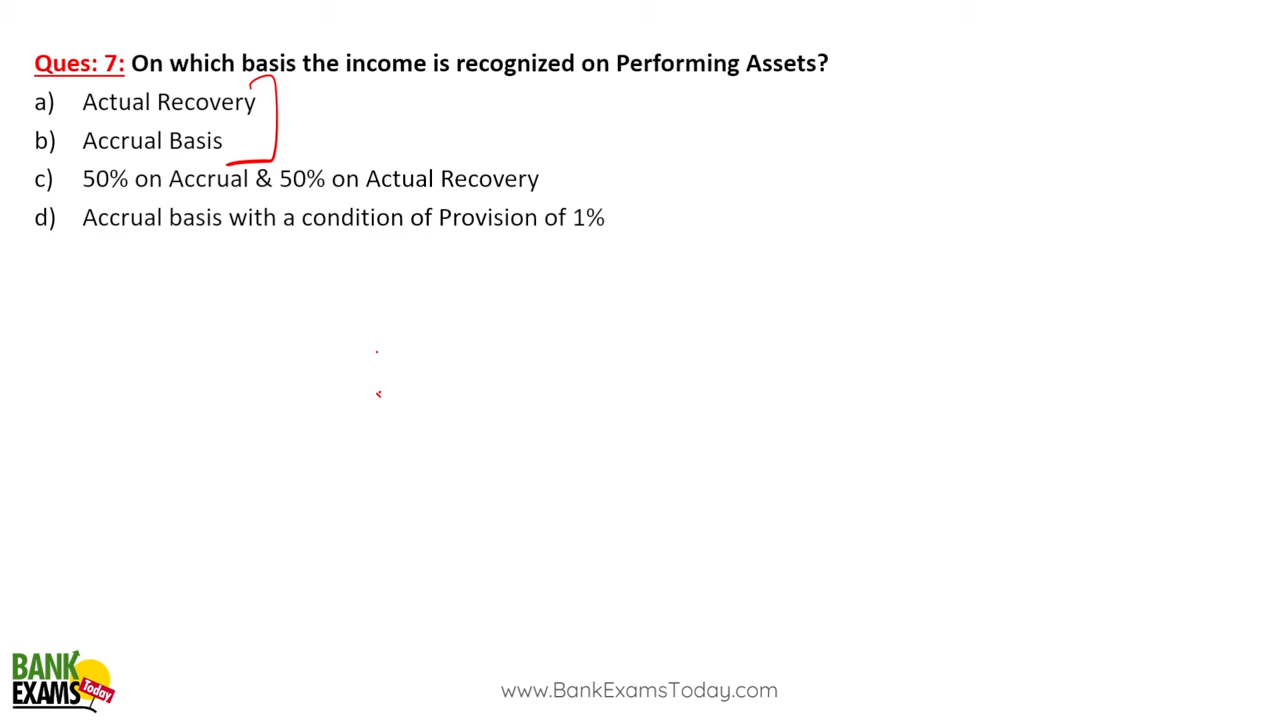 Ques: 7: On which basis the income is recognized on Performing Assets?
a) Actual Recovery
b) Accrual Basis
c) 50% on Accrual & 50% on Actual Recovery
d) Accrual basis with a condition of Provision of 1%
BANK
EXAMS Today
www.BankExamsToday.com